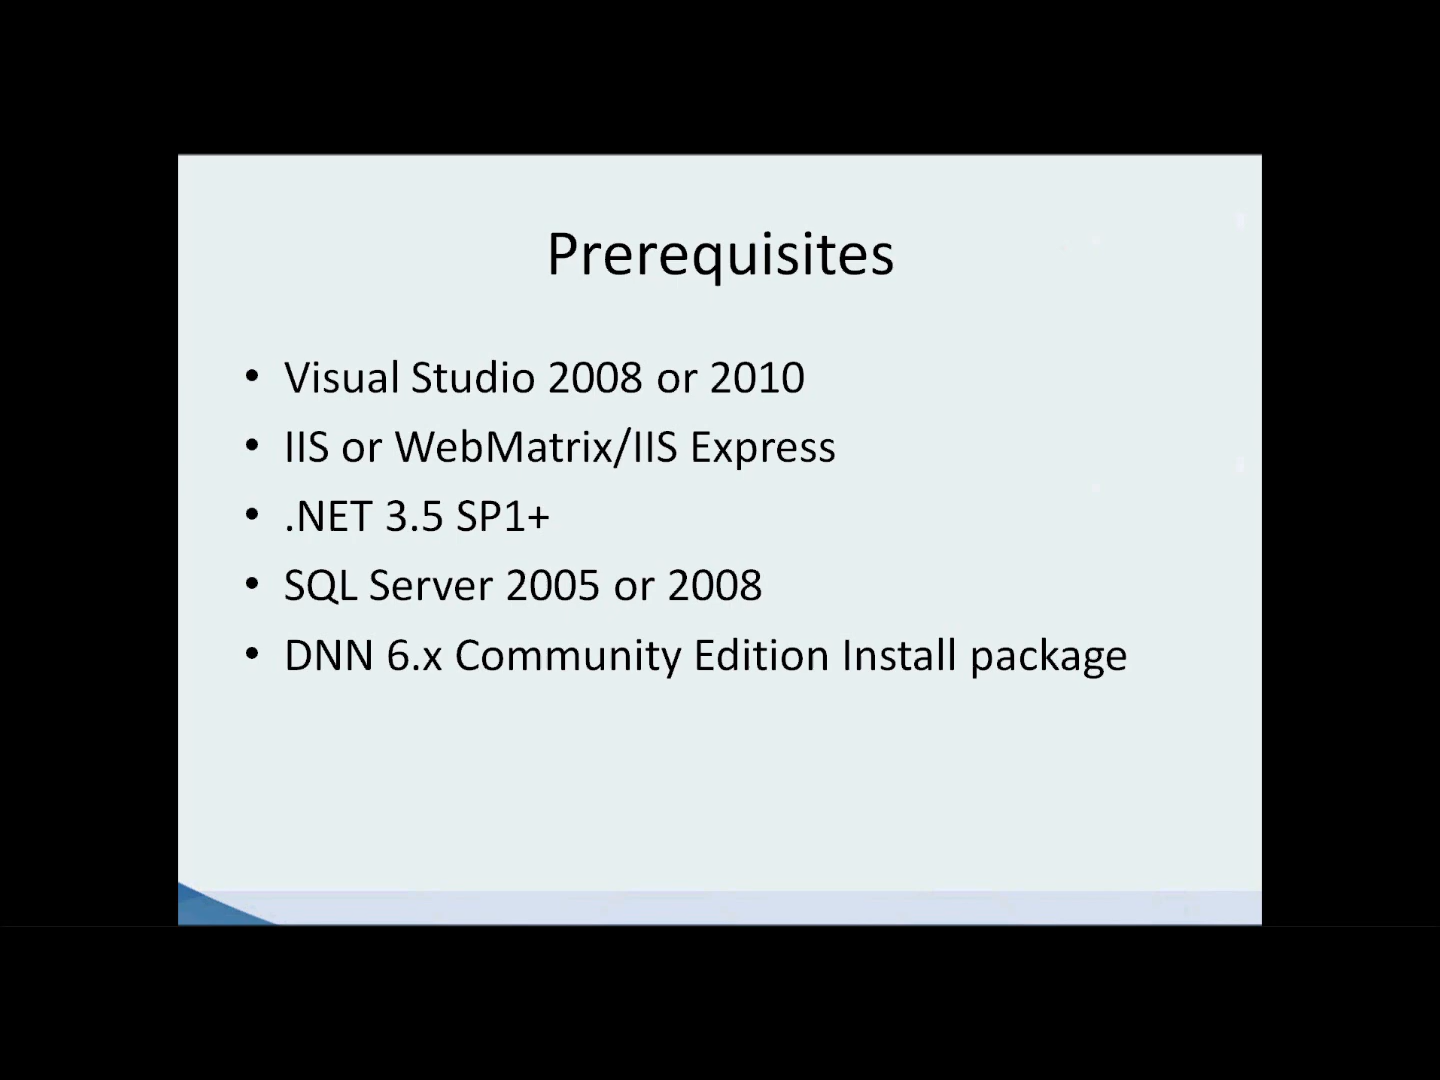 Prerequisites
• Visual Studio 2008 or 2010
• IIS or WebMatrix/IIS Express
• .NET 3.5 SP1+
• SQL Server 2005 or 2008
• DNN 6.x Community Edition Install package